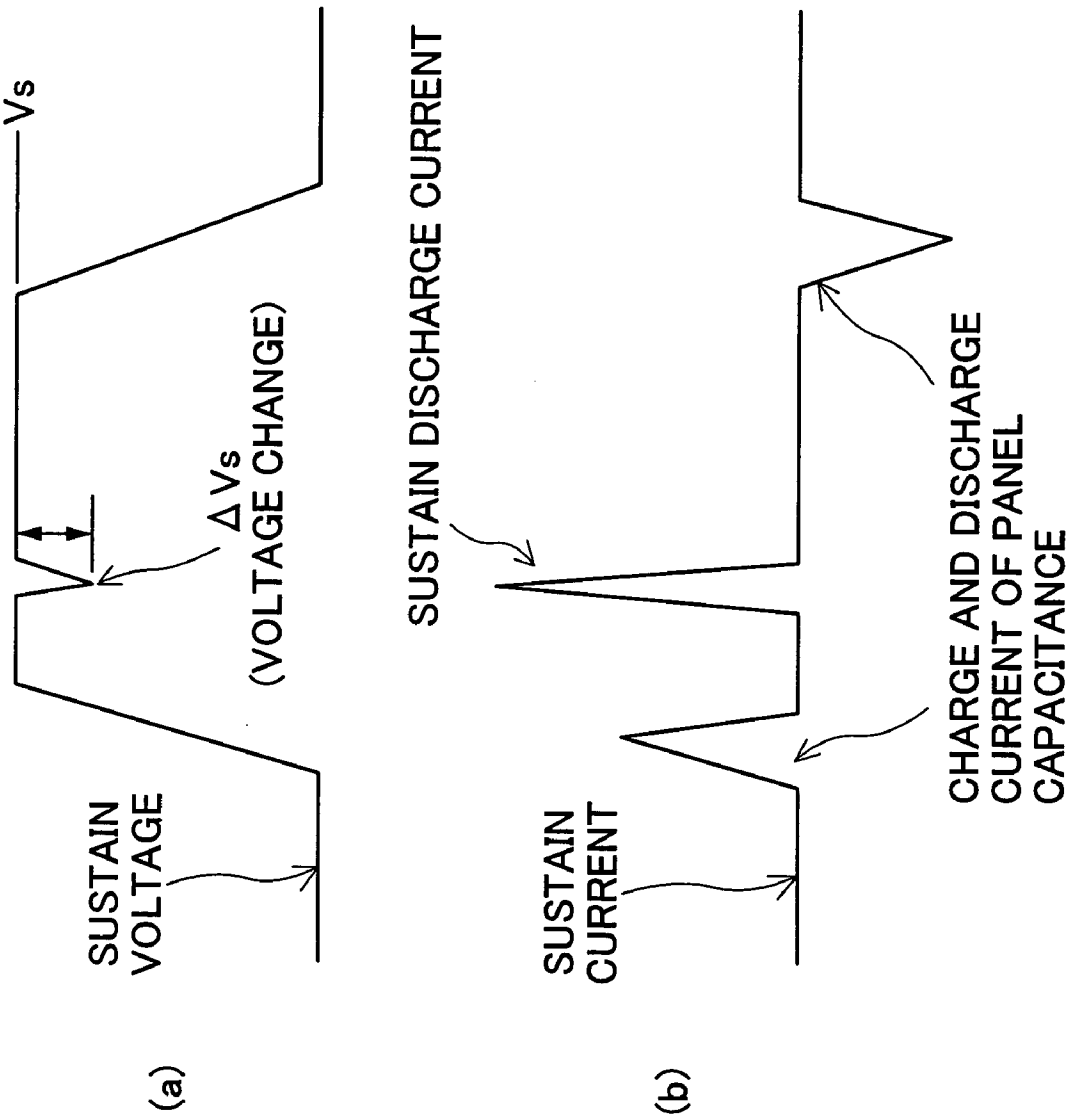 (a)
SUSTAIN
VOLTAGE
ΔVs
(VOLTAGE CHANGE)
Vs
(b)
SUSTAIN
CURRENT
SUSTAIN DISCHARGE CURRENT
CHARGE AND DISCHARGE
CURRENT OF PANEL
CAPACITANCE